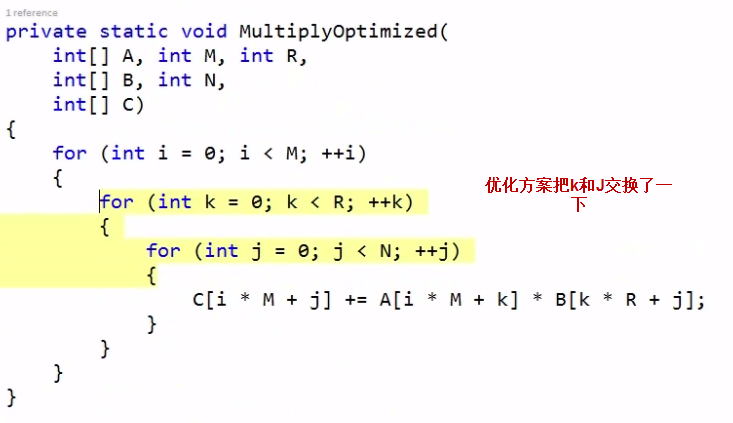 1 reference
private static void MultiplyOptimized(
int[] A, int M, int R,
int[] B, int N,
int[] C)
{
for (int i = 0; i < M; ++i)
{
for (int k = 0; k < R; ++k)
{
for (int j = 0; j < N; ++j)
{
C[i * M + j] += A[i * M + k] * B[k * R + j];
}
}
}
}
优化方案把k和J交换了一
下